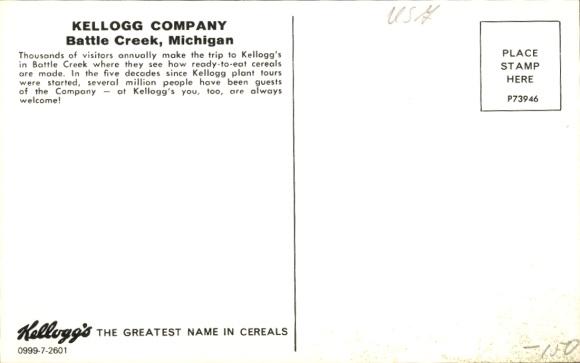 USA
KELLOGG COMPANY
Battle Creek, Michigan
Thousands of visitors annually make the trip to Kellogg's
in Battle Creek where they see how ready-to-eat cereals
are made. In the five decades since Kellogg plant tours
were started, several million people have been guests
of the Company — at Kellogg's you, too, are always
welcome!
PLACE
STAMP
HERE
P73946
Kellogg's THE GREATEST NAME IN CEREALS
0999-7-2601